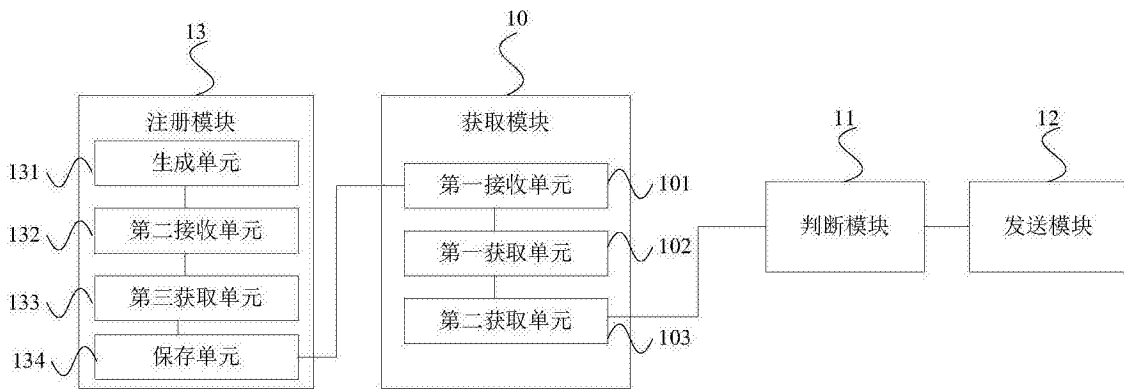 13
注册模块
131
生成单元
132
第二接收单元
133
第三获取单元
134
保存单元
10
获取模块
第一接收单元
101
第一获取单元
102
第二获取单元
103
11
判断模块
12
发送模块